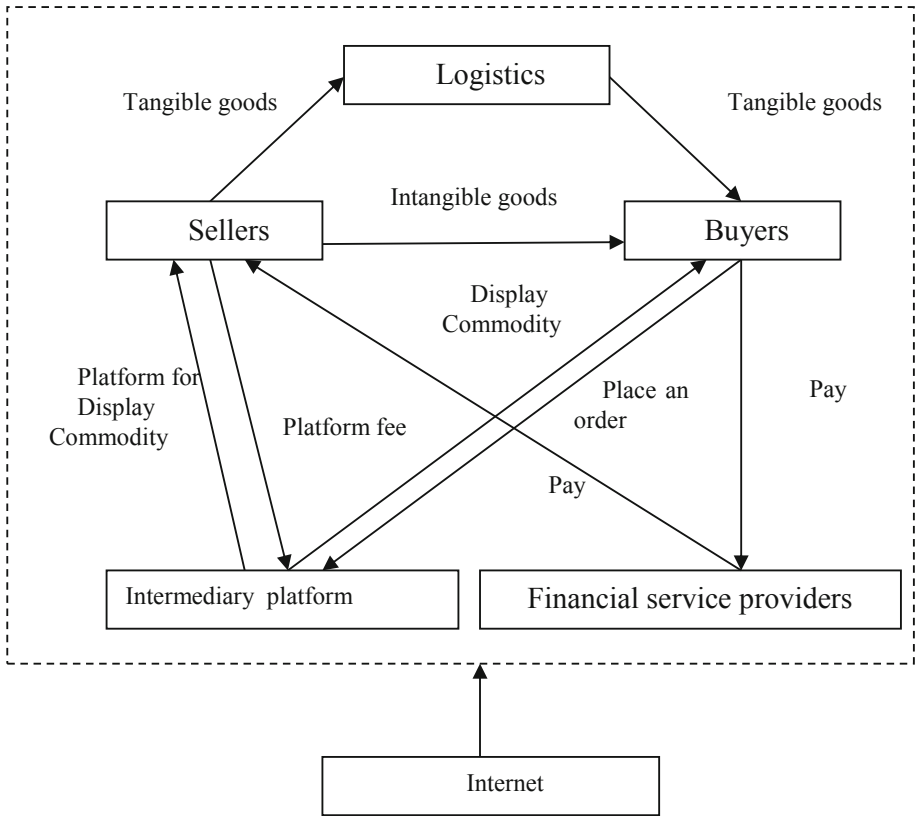 Logistics
Tangible goods
Tangible goods
Intangible goods
Sellers
Buyers
Display
Commodity
Platform for
Display
Commodity
Platform fee
Place an
order
Pay
Pay
Intermediary platform
Financial service providers
Internet